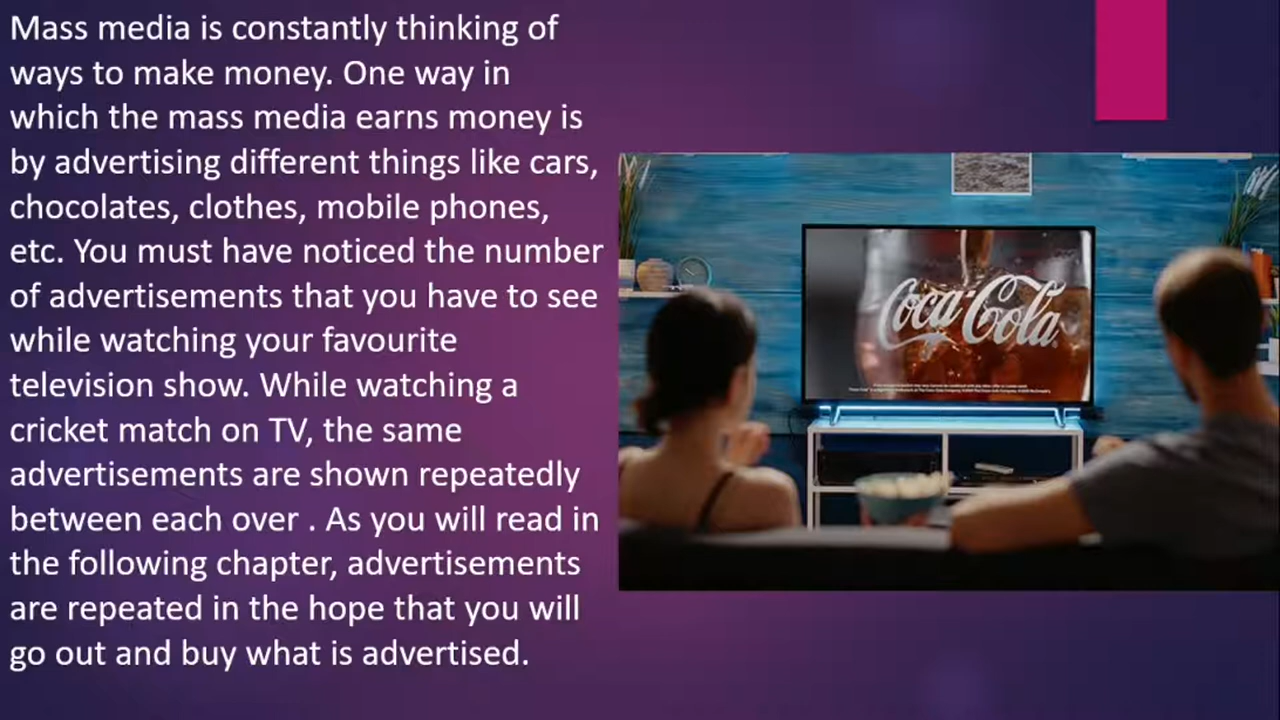 Mass media is constantly thinking of
ways to make money. One way in
which the mass media earns money is
by advertising different things like cars,
chocolates, clothes, mobile phones,
etc. You must have noticed the number
of advertisements that you have to see
while watching your favourite
television show. While watching a
cricket match on TV, the same
advertisements are shown repeatedly
between each over . As you will read in
the following chapter, advertisements
are repeated in the hope that you will
go out and buy what is advertised.
Coca-Cola